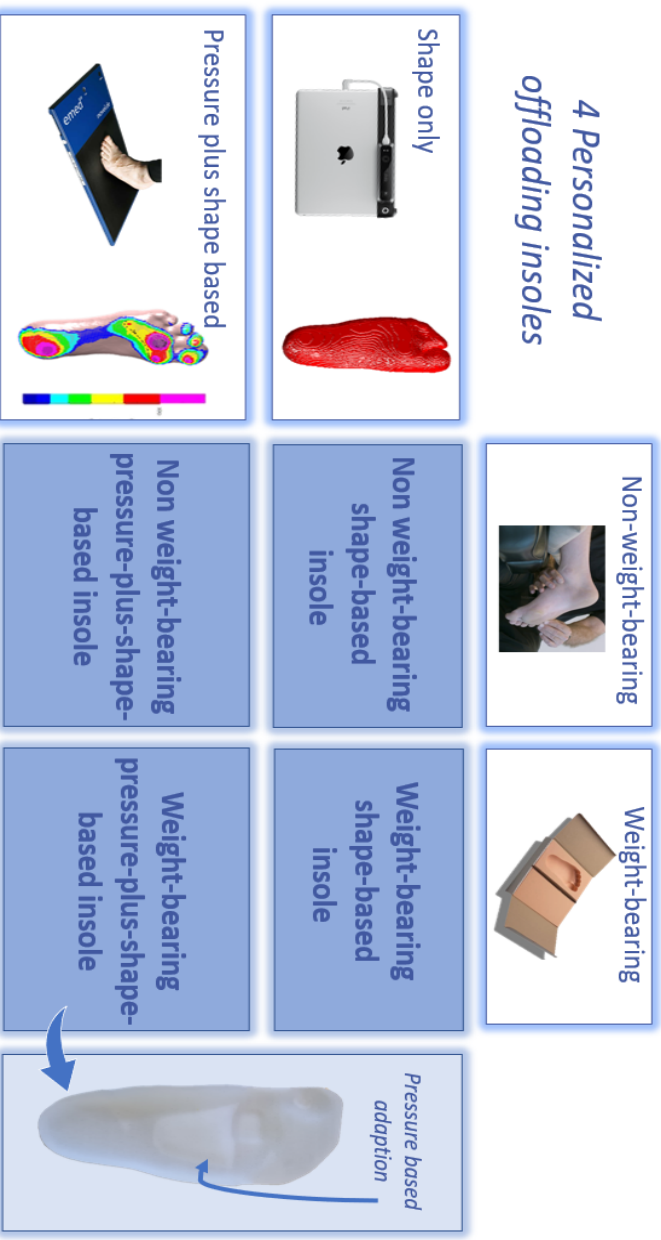 4 Personalized
offloading insoles
Non-weight-bearing
Weight-bearing
Shape only
Non weight-bearing
shape-based
insole
Weight-bearing
shape-based
insole
Pressure plus shape based
emed
Non weight-bearing
pressure-plus-shape-
based insole
Weight-bearing
pressure-plus-shape-
based insole
Pressure based
adaption